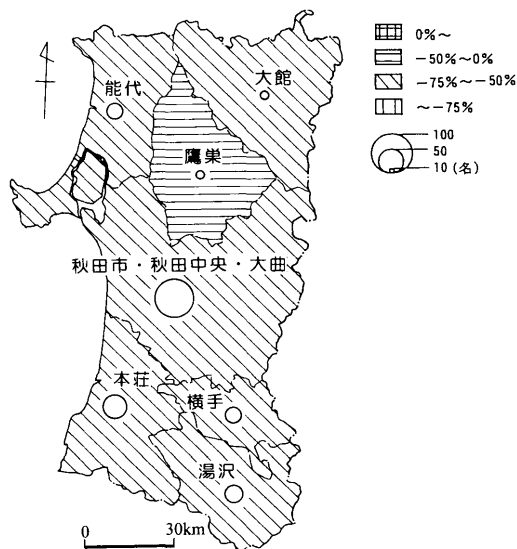 0%～
-50%～0%
-75%～-50%
～-75%
100
50
10 (名)
能代
大館
鷹巣
秋田市・秋田中央・大曲
本荘
横手
湯沢
0 30km